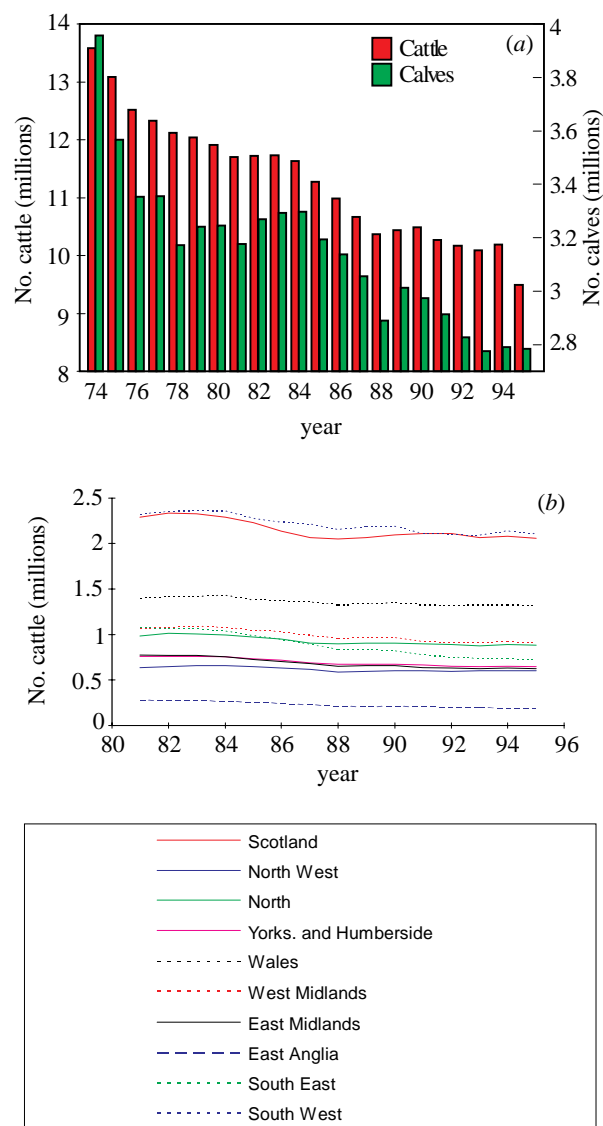 14
13
12
11
10
9
8
No. cattle (millions)
4
3.8
3.6
3.4
3.2
3
2.8
No. calves (millions)
(a)
Cattle
Calves
74 76 78 80 82 84 86 88 90 92 94
year
(b)
2.5
2
1.5
1
0.5
0
No. cattle (millions)
80 82 84 86 88 90 92 94 96
year
Scotland
North West
North
Yorks. and Humberside
Wales
West Midlands
East Midlands
East Anglia
South East
South West